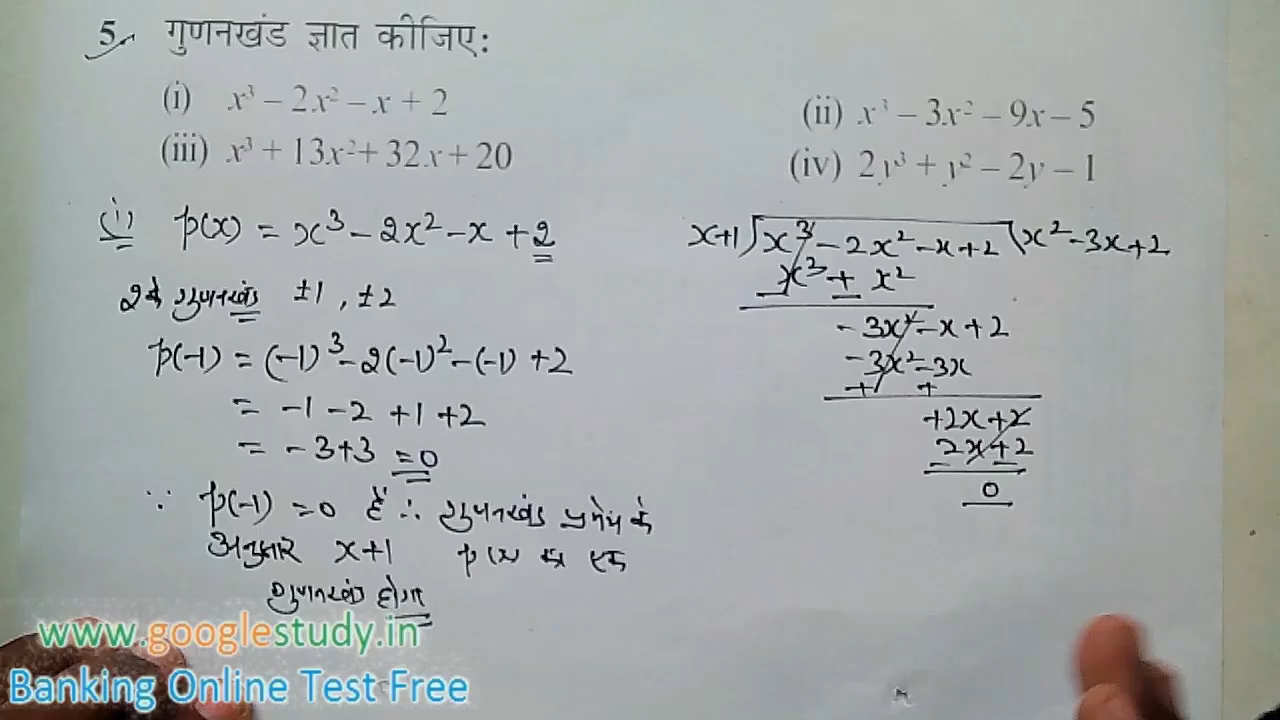 5. गुणनखंड ज्ञात कीजिए:
(i) x³ – 2x² – x + 2
(ii) x³ – 3x² – 9x – 5
(iii) x³ + 13x² + 32x + 20
(iv) 2y³ + y² – 2y – 1
(i) p(x) = x³ – 2x² – x + 2
2 के गुणनखंड ±1, ±2
p(-1) = (-1)³ – 2(-1)² – (-1) + 2
= -1 – 2 + 1 + 2
= -3+3 = 0
∵ p(-1) = 0 है ∴ गुणनखंड प्रमेय के
अनुसार x+1 p(x) का एक
गुणनखंड होगा
x+1) x³ – 2x² – x + 2 ( x² – 3x + 2
x³ + x²
– –
- 3x² – x + 2
- 3x² – 3x
+ +
+2x + 2
2x + 2
– –
0
www.googlestudy.in
Banking Online Test Free